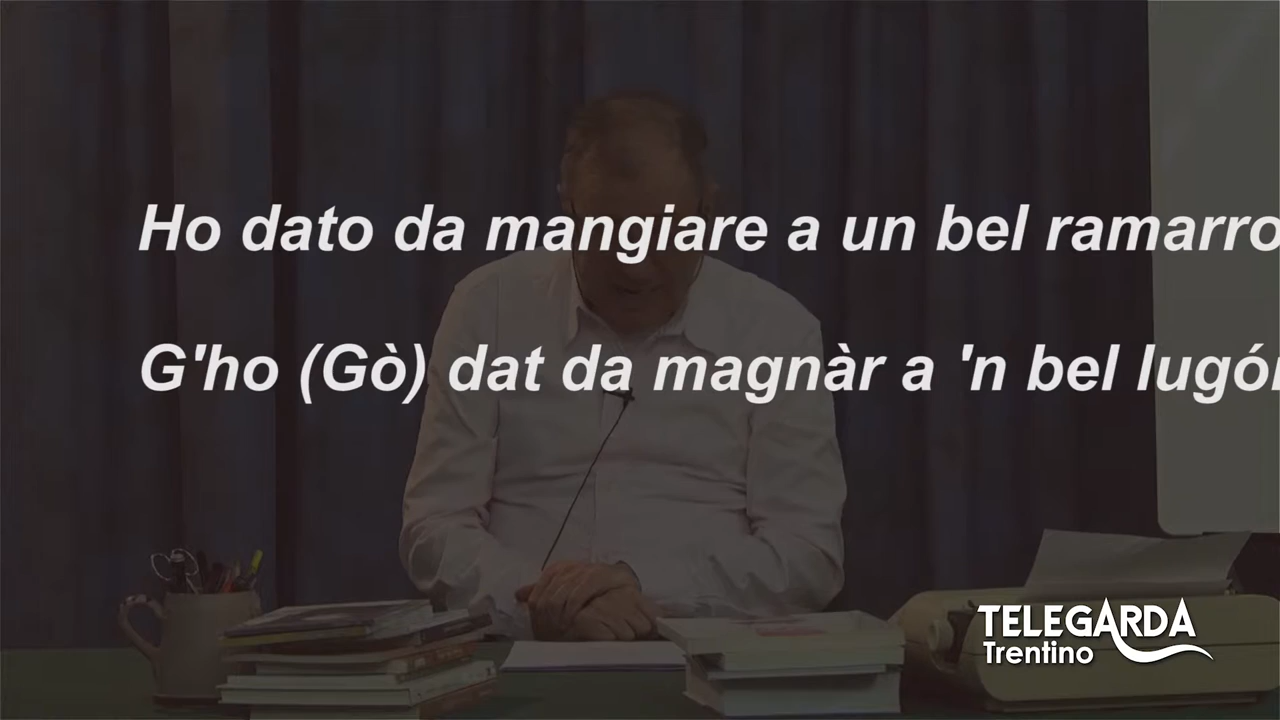 Ho dato da mangiare a un bel ramarro
G'ho (Gò) dat da magnàr a 'n bel
TELEGARDA
Trentino